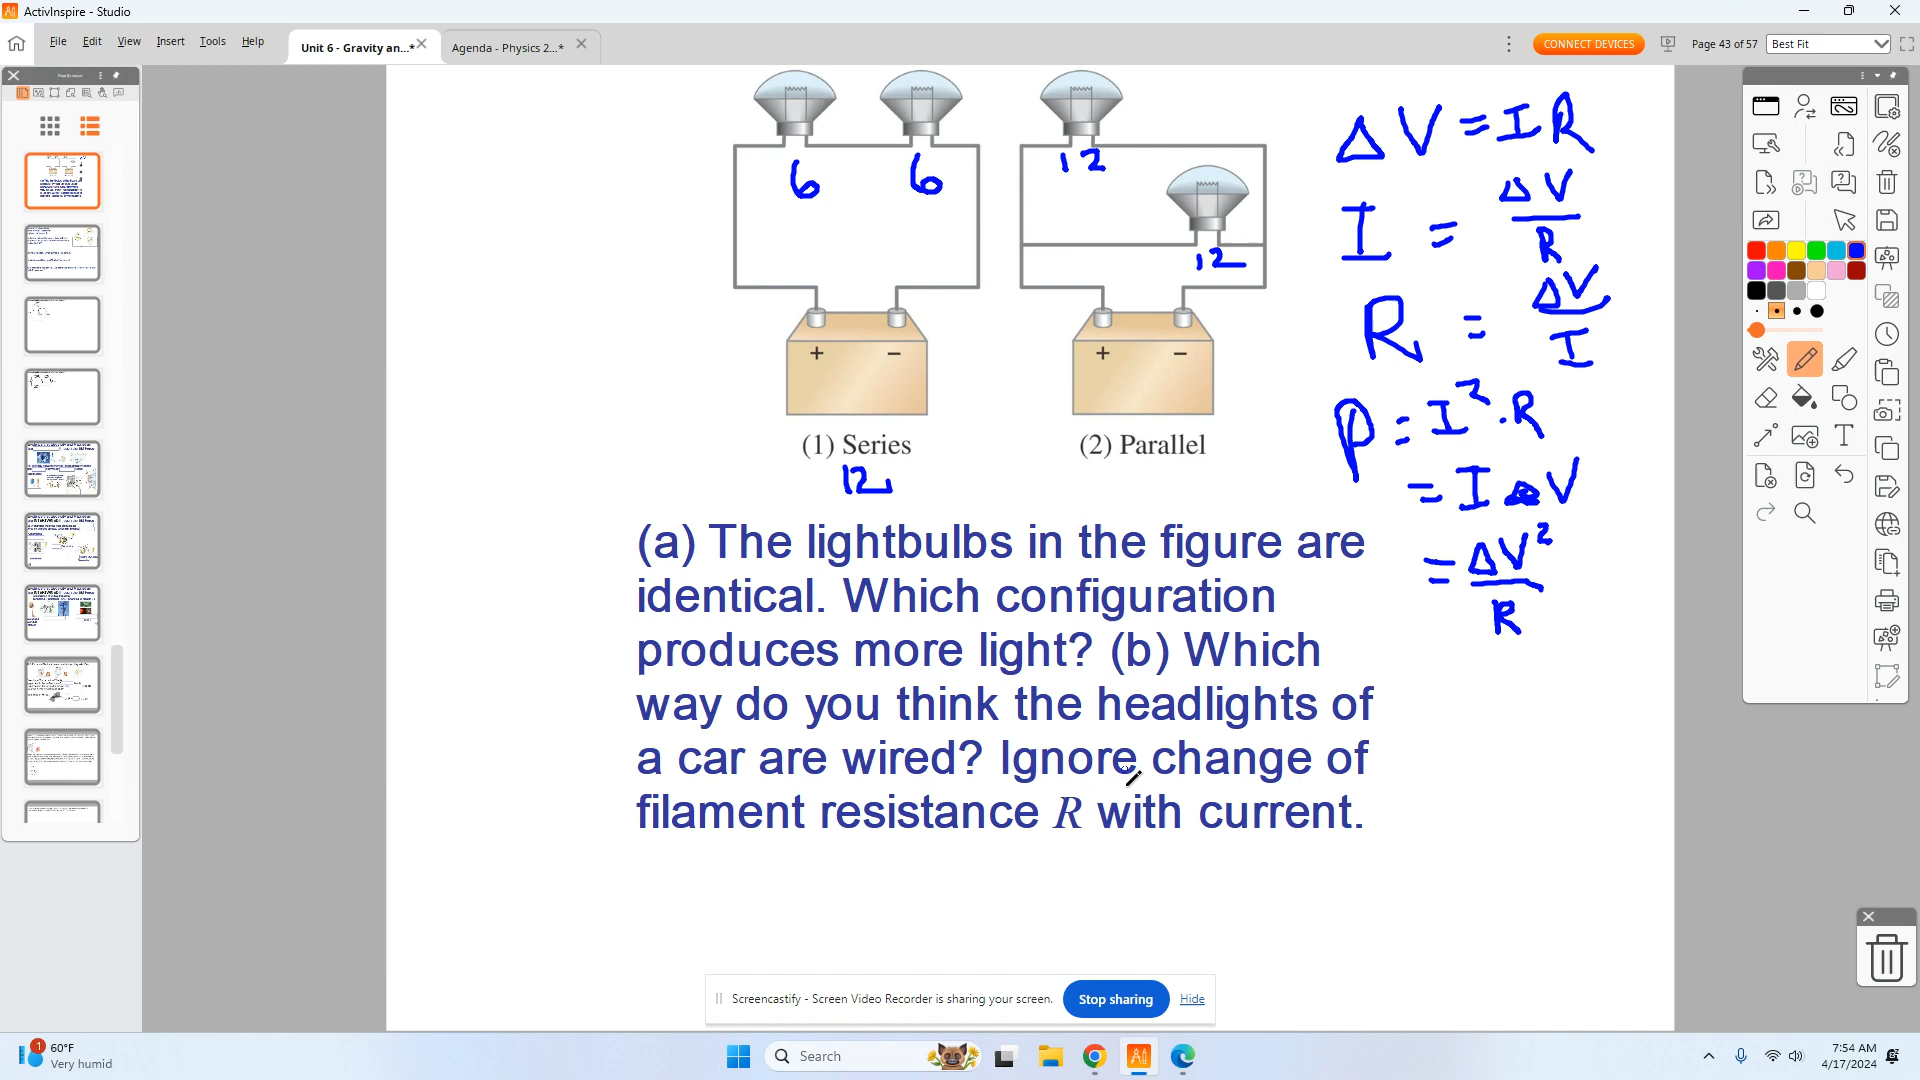 ActivInspire - Studio
File Edit View Insert Tools Help
Unit 6 - Gravity an...*
Agenda - Physics 2...*
CONNECT DEVICES
Page 43 of 57
Best Fit
Page Browser
6
6
12
12
+ −
+ −
(1) Series
(2) Parallel
12
(a) The lightbulbs in the figure are
identical. Which configuration
produces more light? (b) Which
way do you think the headlights of
a car are wired? Ignore change of
filament resistance R with current.
ΔV = IR
I = ΔV/R
R = ΔV/I
P = I² · R
= I ΔV
= ΔV²/R
Screencastify - Screen Video Recorder is sharing your screen.
Stop sharing
Hide
1
60°F
Very humid
Search
7:54 AM
4/17/2024